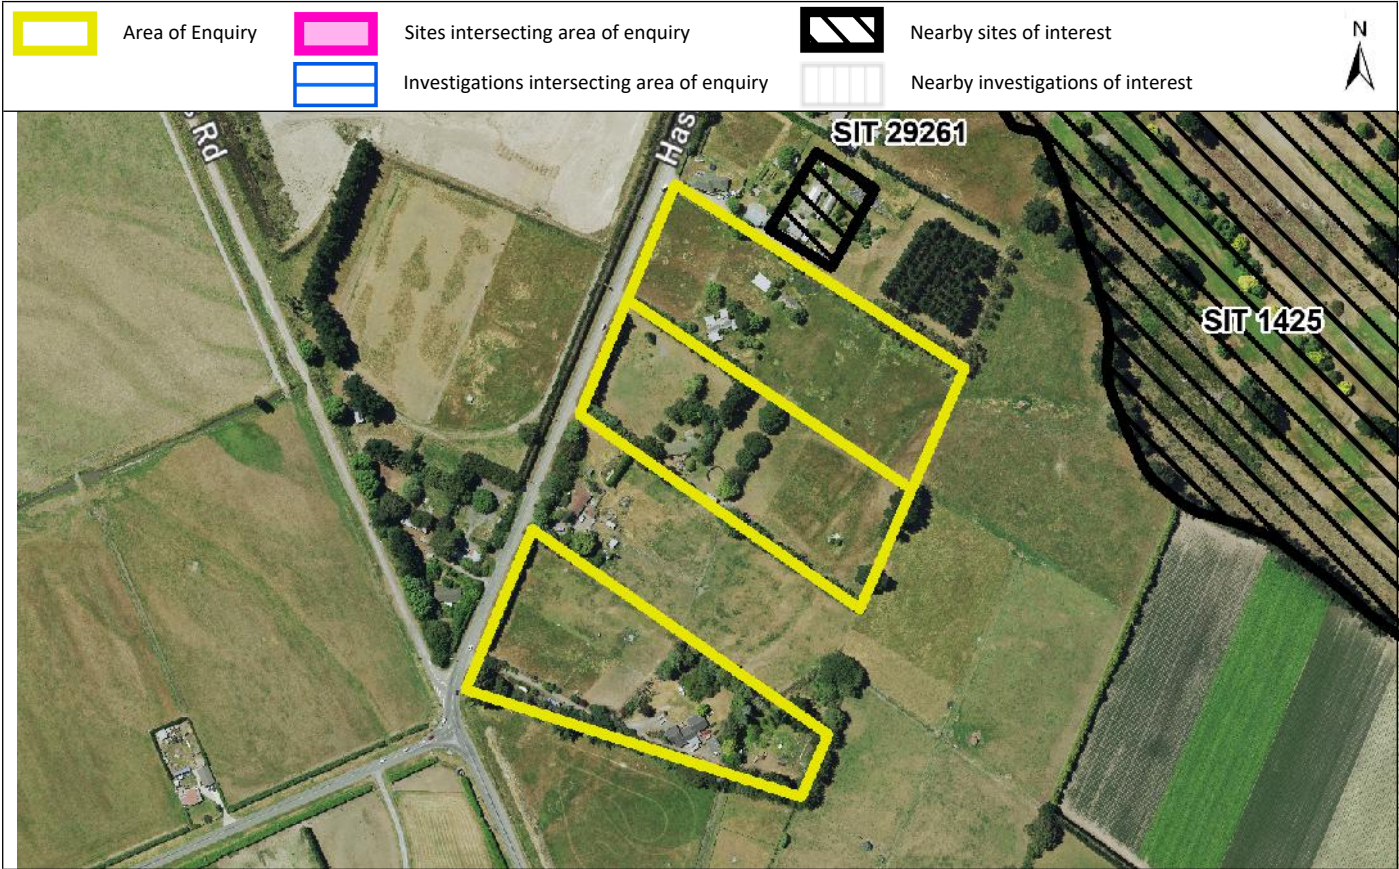 Area of Enquiry
Sites intersecting area of enquiry
Nearby sites of interest
N
Investigations intersecting area of enquiry
Nearby investigations of interest
s Rd
Has
SIT 29261
SIT 1425